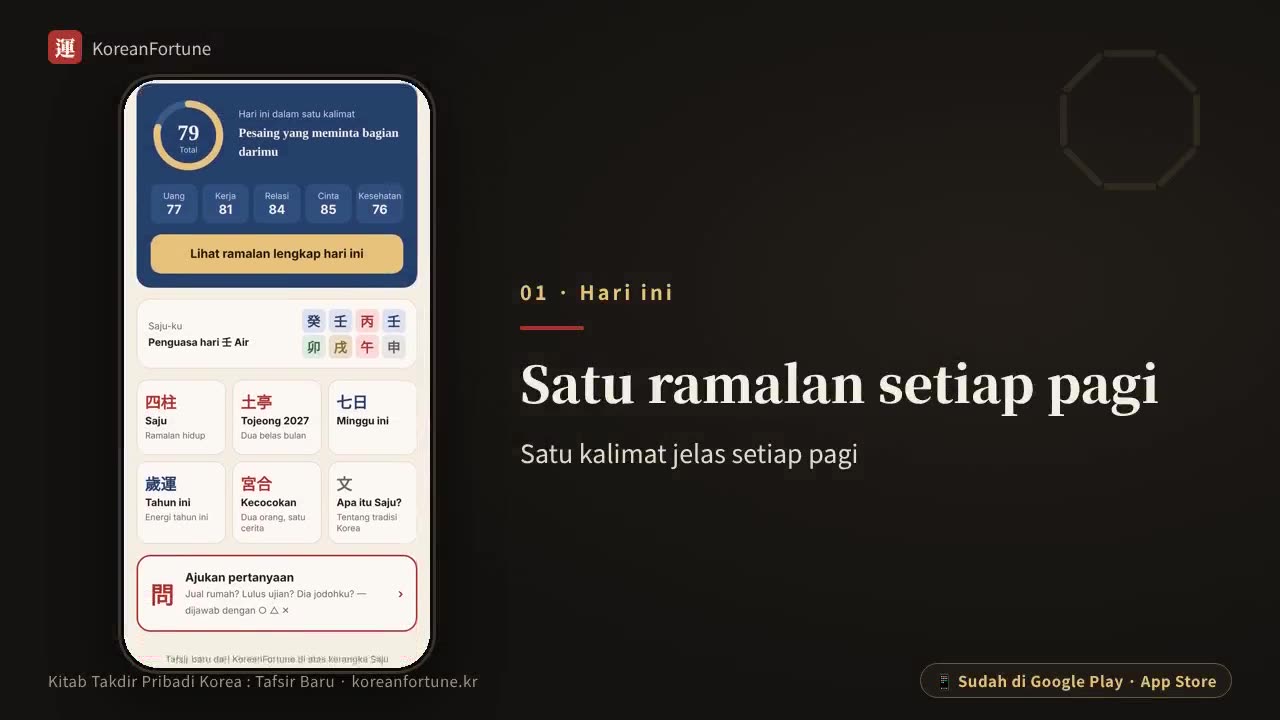 運 KoreanFortune
79
Total
Hari ini dalam satu kalimat
Pesaing yang meminta bagian
darimu
Uang Kerja Relasi Cinta Kesehatan
77 81 84 85 76
Lihat ramalan lengkap hari ini
Saju-ku
Penguasa hari 壬 Air
癸 壬 丙 壬
卯 戌 午 申
四柱 土亭 七日
Saju Tojeong 2027 Minggu ini
Ramalan hidup Dua belas bulan
歲運 宮合 文
Tahun ini Kecocokan Apa itu Saju?
Energi tahun ini Dua orang, satu cerita Tentang tradisi Korea
問
Ajukan pertanyaan
Jual rumah? Lulus ujian? Dia jodohku? —
dijawab dengan ○ △ ✕
›
01 · Hari ini
Satu ramalan setiap pagi
Satu kalimat jelas setiap pagi
Kitab Takdir Pribadi Korea : Tafsir Baru · koreanfortune.kr
Sudah di Google Play · App Store